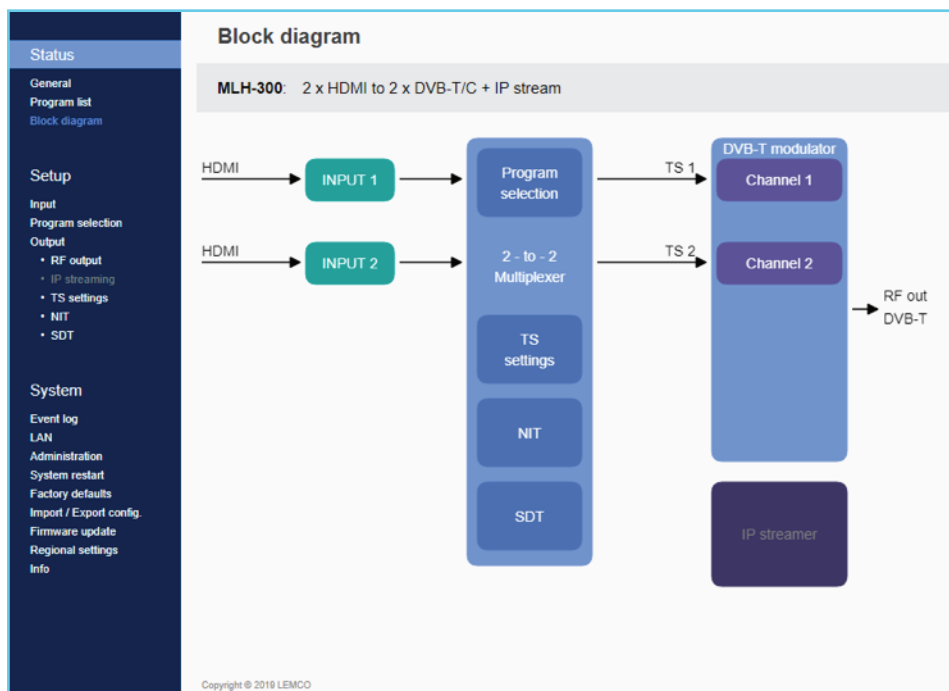 Status
General
Program list
Block diagram
Setup
Input
Program selection
Output
• RF output
• IP streaming
• TS settings
• NIT
• SDT
System
Event log
LAN
Administration
System restart
Factory defaults
Import / Export config.
Firmware update
Regional settings
Info
Block diagram
MLH-300: 2 x HDMI to 2 x DVB-T/C + IP stream
HDMI
INPUT 1
HDMI
INPUT 2
Program
selection
2 - to - 2
Multiplexer
TS
settings
NIT
SDT
TS 1
TS 2
DVB-T modulator
Channel 1
Channel 2
RF out
DVB-T
IP streamer
Copyright © 2019 LEMCO